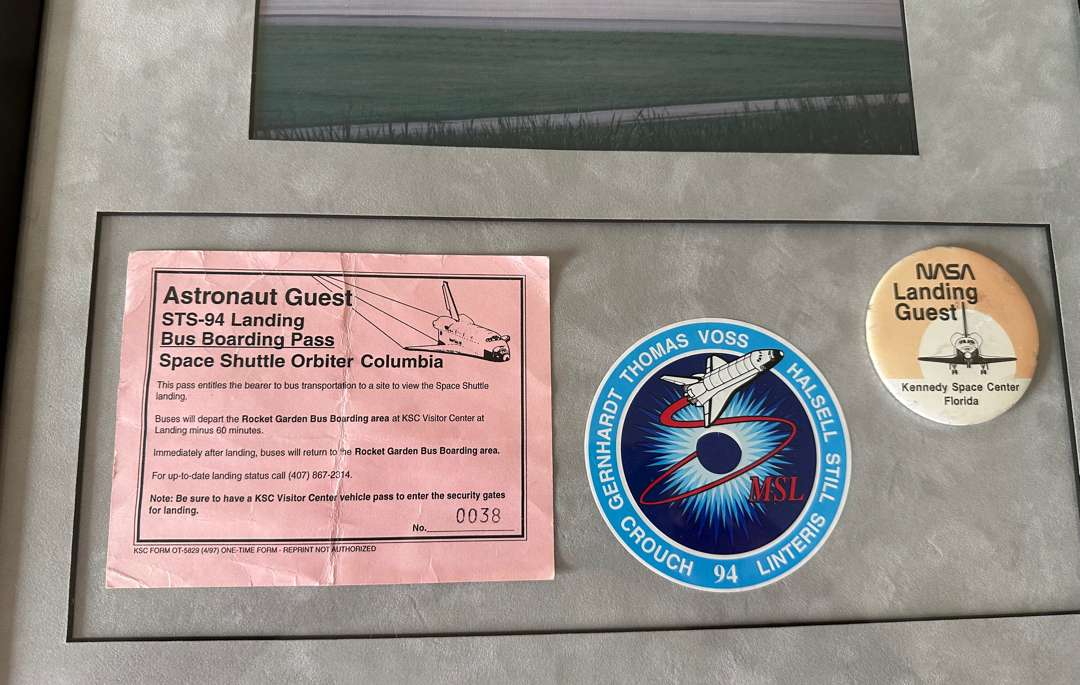 Astronaut Guest
STS-94 Landing
Bus Boarding Pass
Space Shuttle Orbiter Columbia
This pass entitles the bearer to bus transportation to a site to view the Space Shuttle
landing.
Buses will depart the Rocket Garden Bus Boarding area at KSC Visitor Center at
Landing minus 60 minutes.
Immediately after landing, buses will return to the Rocket Garden Bus Boarding area.
For up-to-date landing status call (407) 867-2314.
Note: Be sure to have a KSC Visitor Center vehicle pass to enter the security gates
for landing.
No. 0038
KSC FORM OT-5829 (4/97) ONE-TIME FORM - REPRINT NOT AUTHORIZED
GERNHARDT THOMAS VOSS HALSELL STILL LINTERIS 94 CROUCH
MSL
NASA
Landing
Guest
Kennedy Space Center
Florida